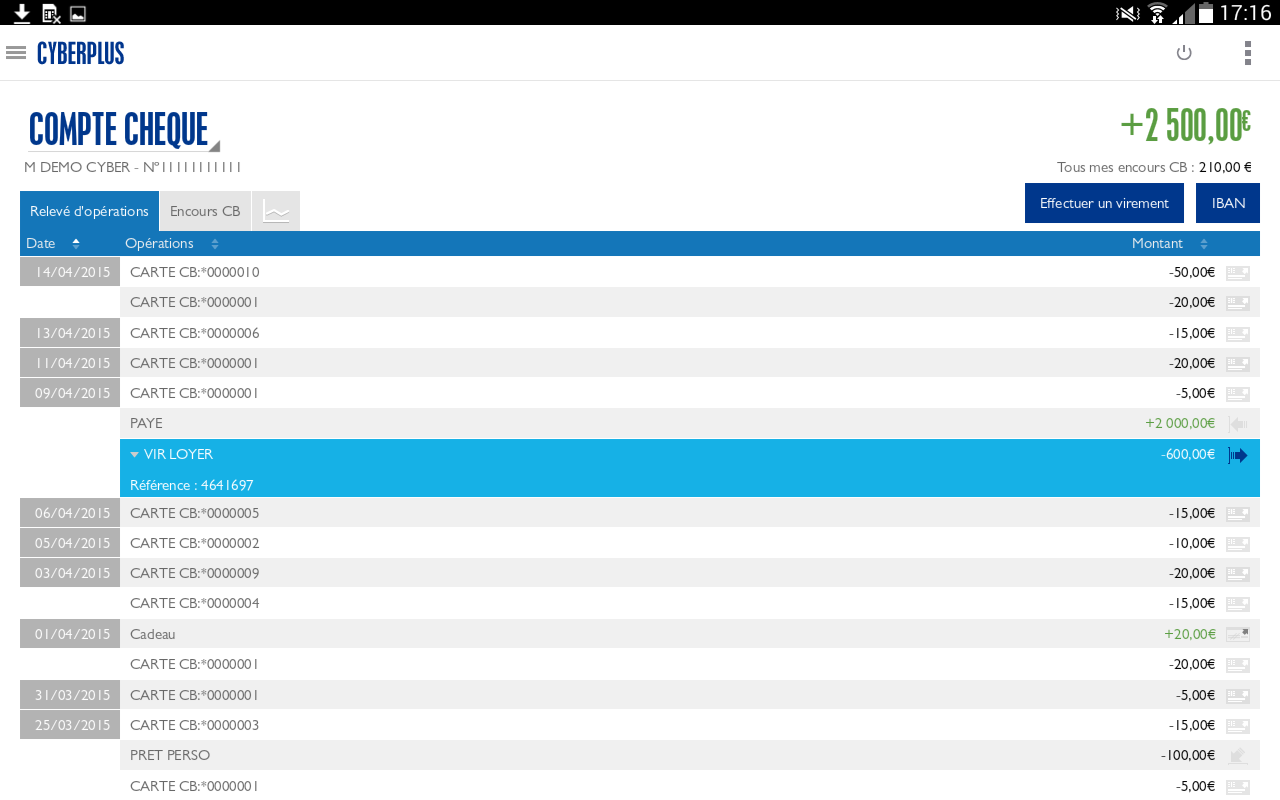 17:16
CYBERPLUS
COMPTE CHEQUE
+2 500,00€
M DEMO CYBER - N°11111111111
Tous mes encours CB : 210,00 €
Relevé d'opérations Encours CB Effectuer un virement IBAN
Date Opérations Montant
14/04/2015 CARTE CB:*0000010 -50,00€
CARTE CB:*0000001 -20,00€
13/04/2015 CARTE CB:*0000006 -15,00€
11/04/2015 CARTE CB:*0000001 -20,00€
09/04/2015 CARTE CB:*0000001 -5,00€
PAYE +2 000,00€
VIR LOYER -600,00€
Référence : 4641697
06/04/2015 CARTE CB:*0000005 -15,00€
05/04/2015 CARTE CB:*0000002 -10,00€
03/04/2015 CARTE CB:*0000009 -20,00€
CARTE CB:*0000004 -15,00€
01/04/2015 Cadeau +20,00€
CARTE CB:*0000001 -20,00€
31/03/2015 CARTE CB:*0000001 -5,00€
25/03/2015 CARTE CB:*0000003 -15,00€
PRET PERSO -100,00€
CARTE CB:*0000001 -5,00€